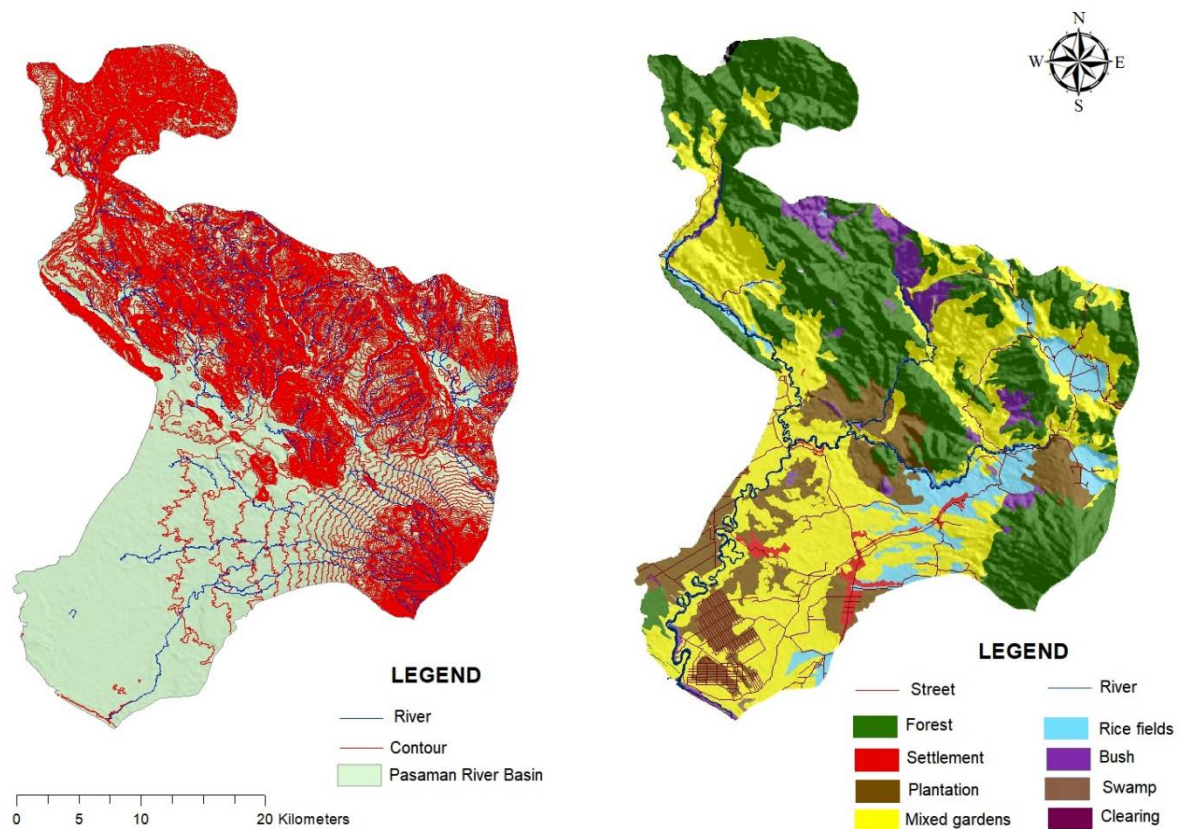 N
W E
S
LEGEND
River
Contour
Pasaman River Basin
0 5 10 20 Kilometers
LEGEND
Street
River
Forest
Rice fields
Settlement
Bush
Plantation
Swamp
Mixed gardens
Clearing